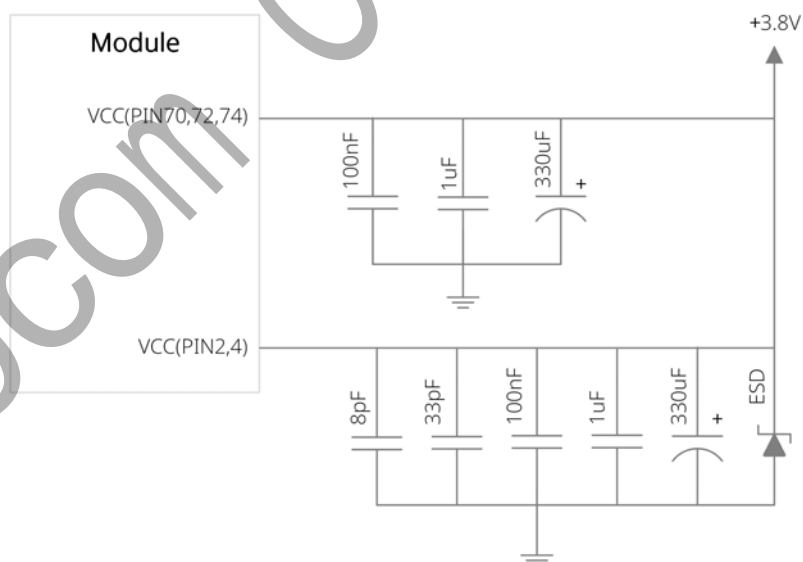 +3.8V
Module
VCC(PIN70,72,74)
100nF
1uF
330uF
+
VCC(PIN2,4)
8pF
33pF
100nF
1uF
330uF
+
ESD
com